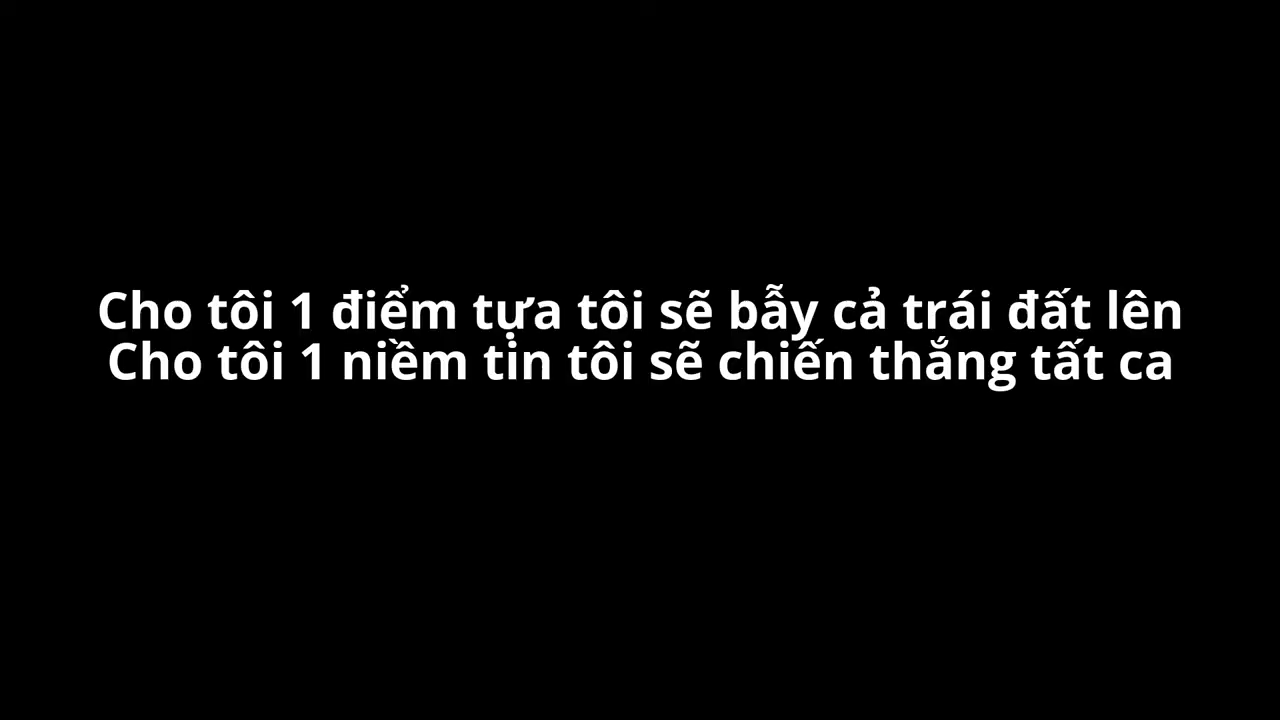 Cho tôi 1 điểm tựa tôi sẽ bẫy cả trái đất lên
Cho tôi 1 niềm tin tôi sẽ chiến thắng tất ca